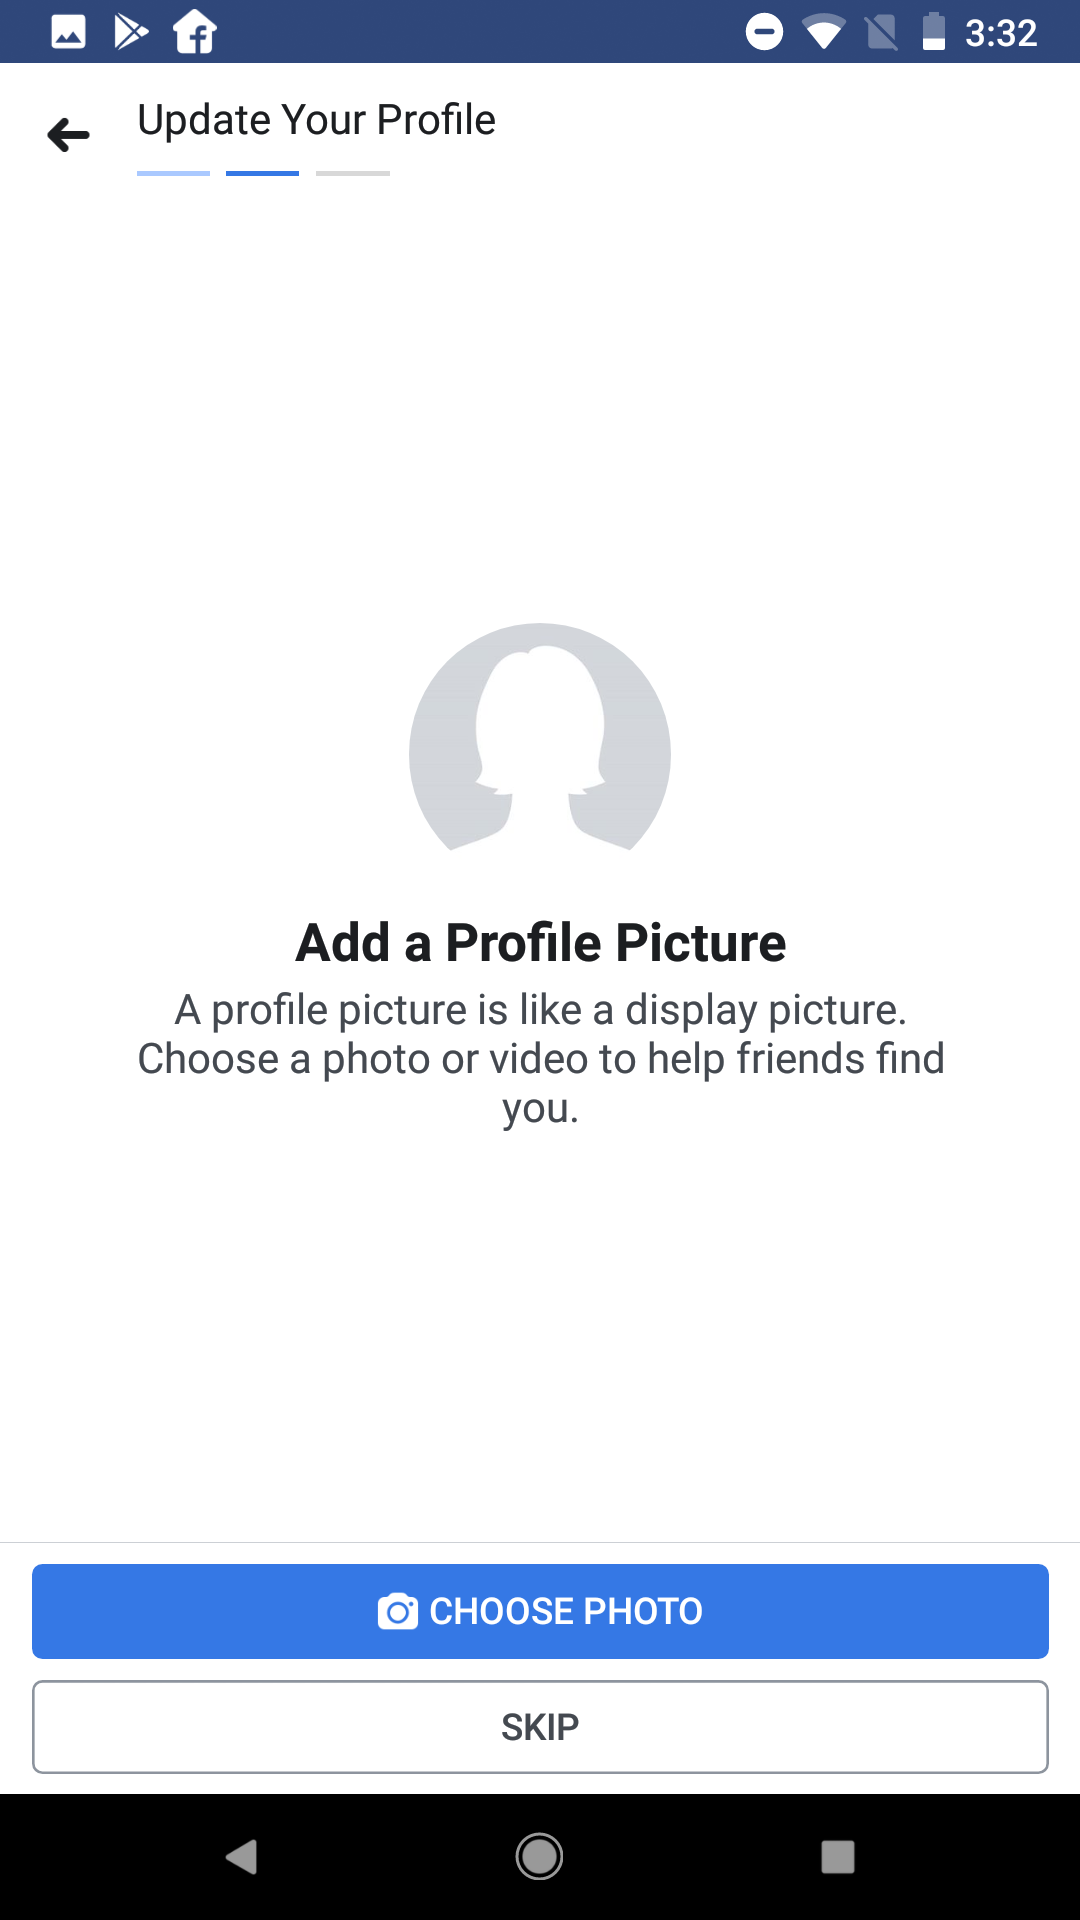 3:32
Update Your Profile
Add a Profile Picture
A profile picture is like a display picture.
Choose a photo or video to help friends find
you.
CHOOSE PHOTO
SKIP